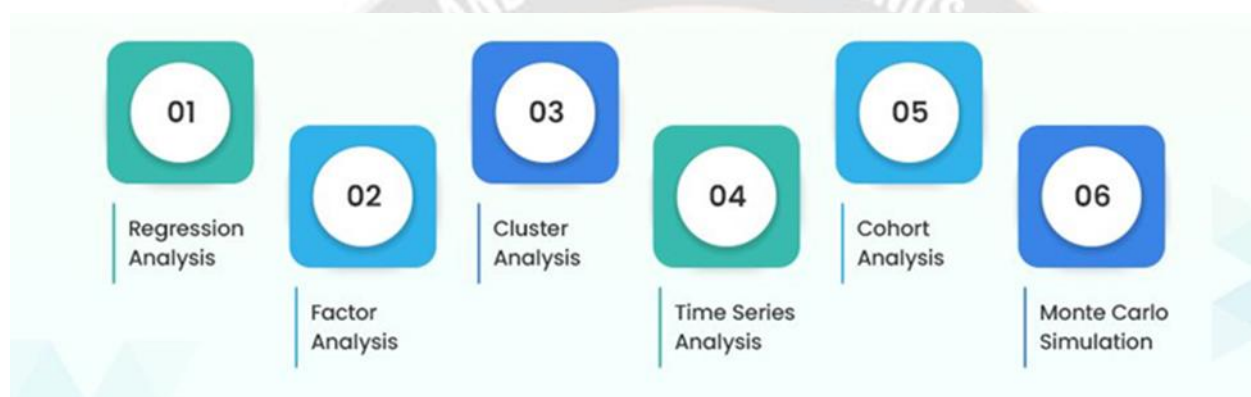 01
Regression
Analysis
02
Factor
Analysis
03
Cluster
Analysis
04
Time Series
Analysis
05
Cohort
Analysis
06
Monte Carlo
Simulation